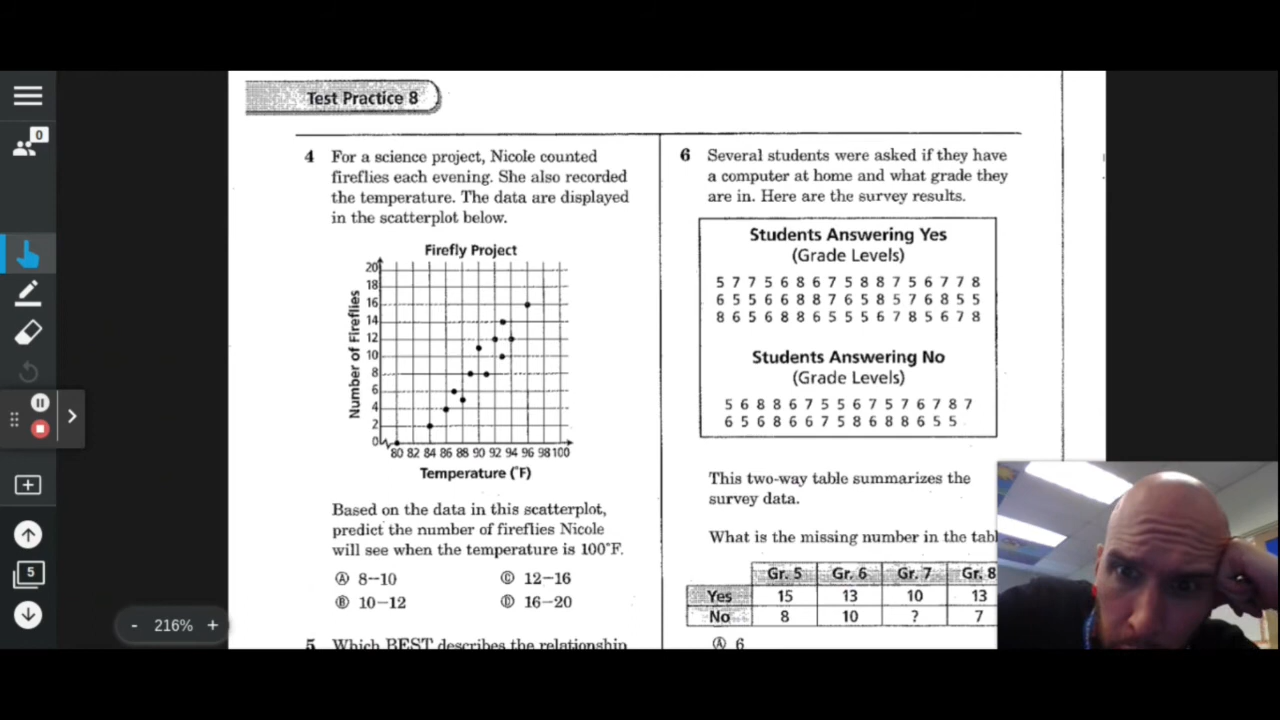 0
5
- 216% +
Test Practice 8
4 For a science project, Nicole counted
fireflies each evening. She also recorded
the temperature. The data are displayed
in the scatterplot below.
Firefly Project
Number of Fireflies
20
18
16
14
12
10
8
6
4
2
0
80 82 84 86 88 90 92 94 96 98 100
Temperature (°F)
Based on the data in this scatterplot,
predict the number of fireflies Nicole
will see when the temperature is 100°F.
Ⓐ 8–10
Ⓑ 10–12
Ⓒ 12–16
Ⓓ 16–20
5 Which BEST describes the relationship
6 Several students were asked if they have
a computer at home and what grade they
are in. Here are the survey results.
Students Answering Yes
(Grade Levels)
5 7 7 5 6 8 6 7 5 8 8 7 5 6 7 7 8
6 5 5 6 6 8 8 7 6 5 8 5 7 6 8 5 5
8 6 5 6 8 8 6 5 5 5 6 7 8 5 6 7 8
Students Answering No
(Grade Levels)
5 6 8 8 6 7 5 5 6 7 5 7 6 7 8 7
6 5 6 8 6 6 7 5 8 6 8 8 6 5 5
This two-way table summarizes the
survey data.
What is the missing number in the tabl
Gr. 5 Gr. 6 Gr. 7 Gr. 8
Yes 15 13 10 13
No 8 10 ? 7
Ⓐ 6